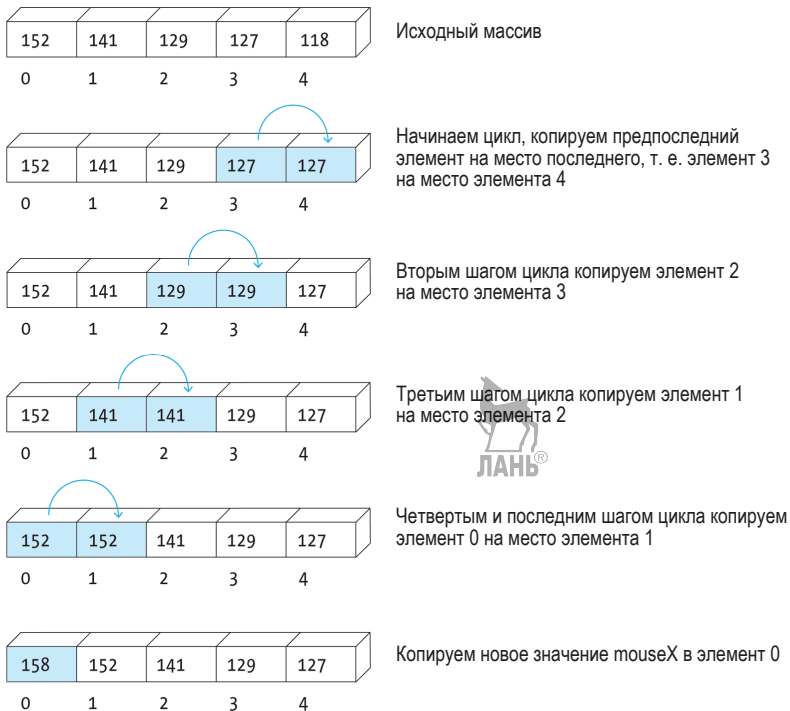 152 141 129 127 118
0 1 2 3 4
Исходный массив
152 141 129 127 127
0 1 2 3 4
Начинаем цикл, копируем предпоследний
элемент на место последнего, т. е. элемент 3
на место элемента 4
152 141 129 129 127
0 1 2 3 4
Вторым шагом цикла копируем элемент 2
на место элемента 3
152 141 141 129 127
0 1 2 3 4
Третьим шагом цикла копируем элемент 1
на место элемента 2
ЛАНЬ®
152 152 141 129 127
0 1 2 3 4
Четвертым и последним шагом цикла копируем
элемент 0 на место элемента 1
158 152 141 129 127
0 1 2 3 4
Копируем новое значение mouseX в элемент 0